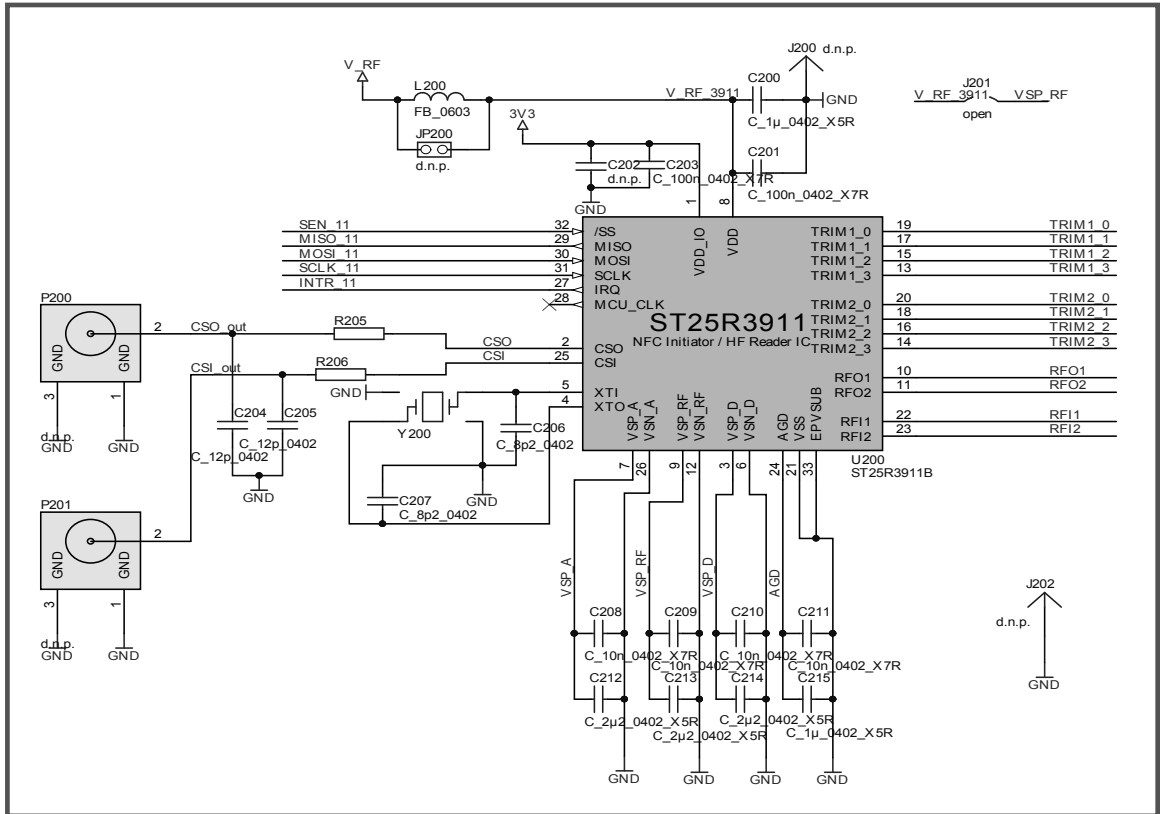 J200 d.n.p.
V_RF
L200
FB_0603
JP200
d.n.p.
V_RF_3911
C200
GND
C_1µ_0402_X5R
J201
V_RF_3911 VSP_RF
open
3V3
C202
d.n.p.
C203
C_100n_0402_X7R
C201
C_100n_0402_X7R
GND
1
8
VDD_IO
VDD
SEN_11 32 /SS
MISO_11 29 MISO
MOSI_11 30 MOSI
SCLK_11 31 SCLK
INTR_11 27 IRQ
28 MCU_CLK
TRIM1_0 19 TRIM1_0
TRIM1_1 17 TRIM1_1
TRIM1_2 15 TRIM1_2
TRIM1_3 13 TRIM1_3
TRIM2_0 20 TRIM2_0
TRIM2_1 18 TRIM2_1
TRIM2_2 16 TRIM2_2
TRIM2_3 14 TRIM2_3
ST25R3911
NFC Initiator / HF Reader IC
RFO1 10 RFO1
RFO2 11 RFO2
RFI1 22 RFI1
RFI2 23 RFI2
U200
ST25R3911B
P200
GND
GND
2
CSO_out
R205
CSO
2
CSO
CSI_out
R206
CSI
25
CSI
3
1
d.n.p.
GND
GND
GND
5
XTI
4
XTO
Y200
C204
C_12p_0402
C205
C_12p_0402
GND
C206
C_8p2_0402
GND
C207
C_8p2_0402
P201
GND
GND
2
3
1
d.n.p.
GND
GND
VSP_A
VSN_A
VSP_RF
VSN_RF
VSP_D
VSN_D
AGD
VSS
EPVSUB
7
26
9
12
3
6
24
21
33
VSP_A
VSP_RF
VSP_D
AGD
C208
C_10n_0402_X7R
C209
C_10n_0402_X7R
C210
C_10n_0402_X7R
C211
C_10n_0402_X7R
C212
C_2µ2_0402_X5R
C213
C_2µ2_0402_X5R
C214
C_2µ2_0402_X5R
C215
C_1µ_0402_X5R
GND
GND
GND
GND
J202
d.n.p.
GND